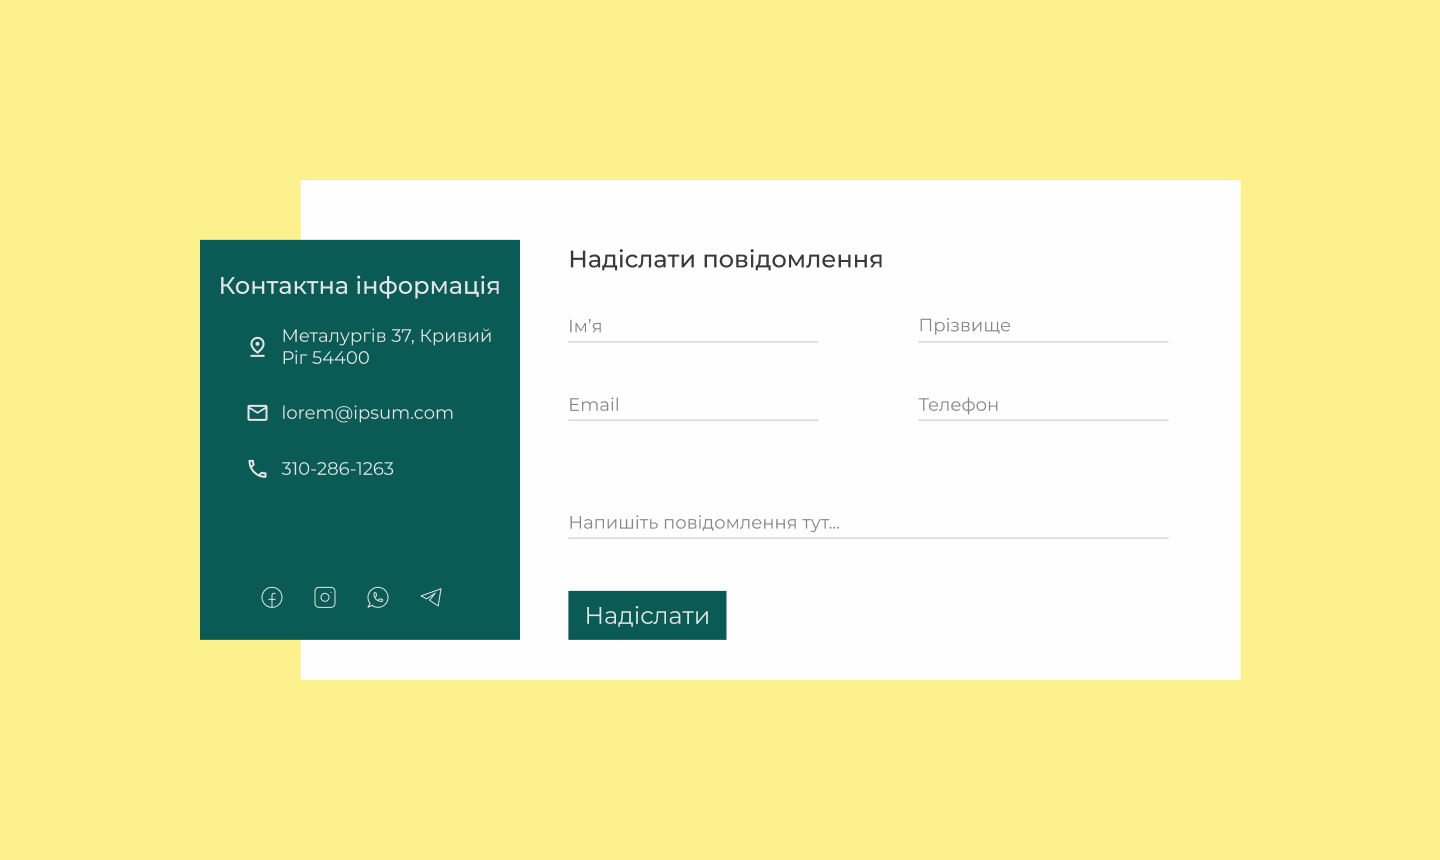 Контактна інформація
Металургів 37, Кривий
Ріг 54400
lorem@ipsum.com
310-286-1263
Надіслати повідомлення
Ім’я
Прізвище
Email
Телефон
Напишіть повідомлення тут...
Надіслати